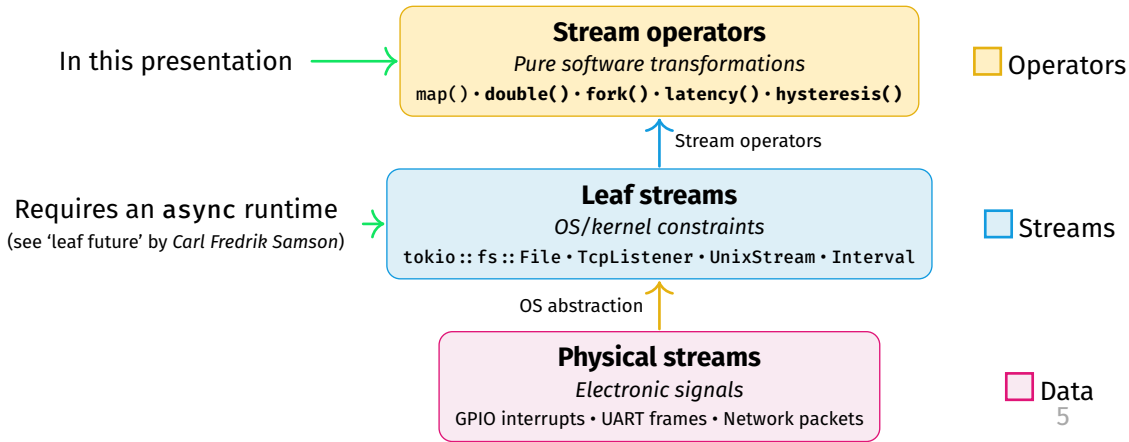 Stream operators
In this presentation
Pure software transformations
Operators
map() • double() • fork() • latency() • hysteresis()
Stream operators
Leaf streams
Requires an async runtime
OS/kernel constraints
Streams
(see ‘leaf future’ by Carl Fredrik Samson)
tokio::fs::File • TcpListener • UnixStream • Interval
OS abstraction
Physical streams
Electronic signals
Data
GPIO interrupts • UART frames • Network packets
5